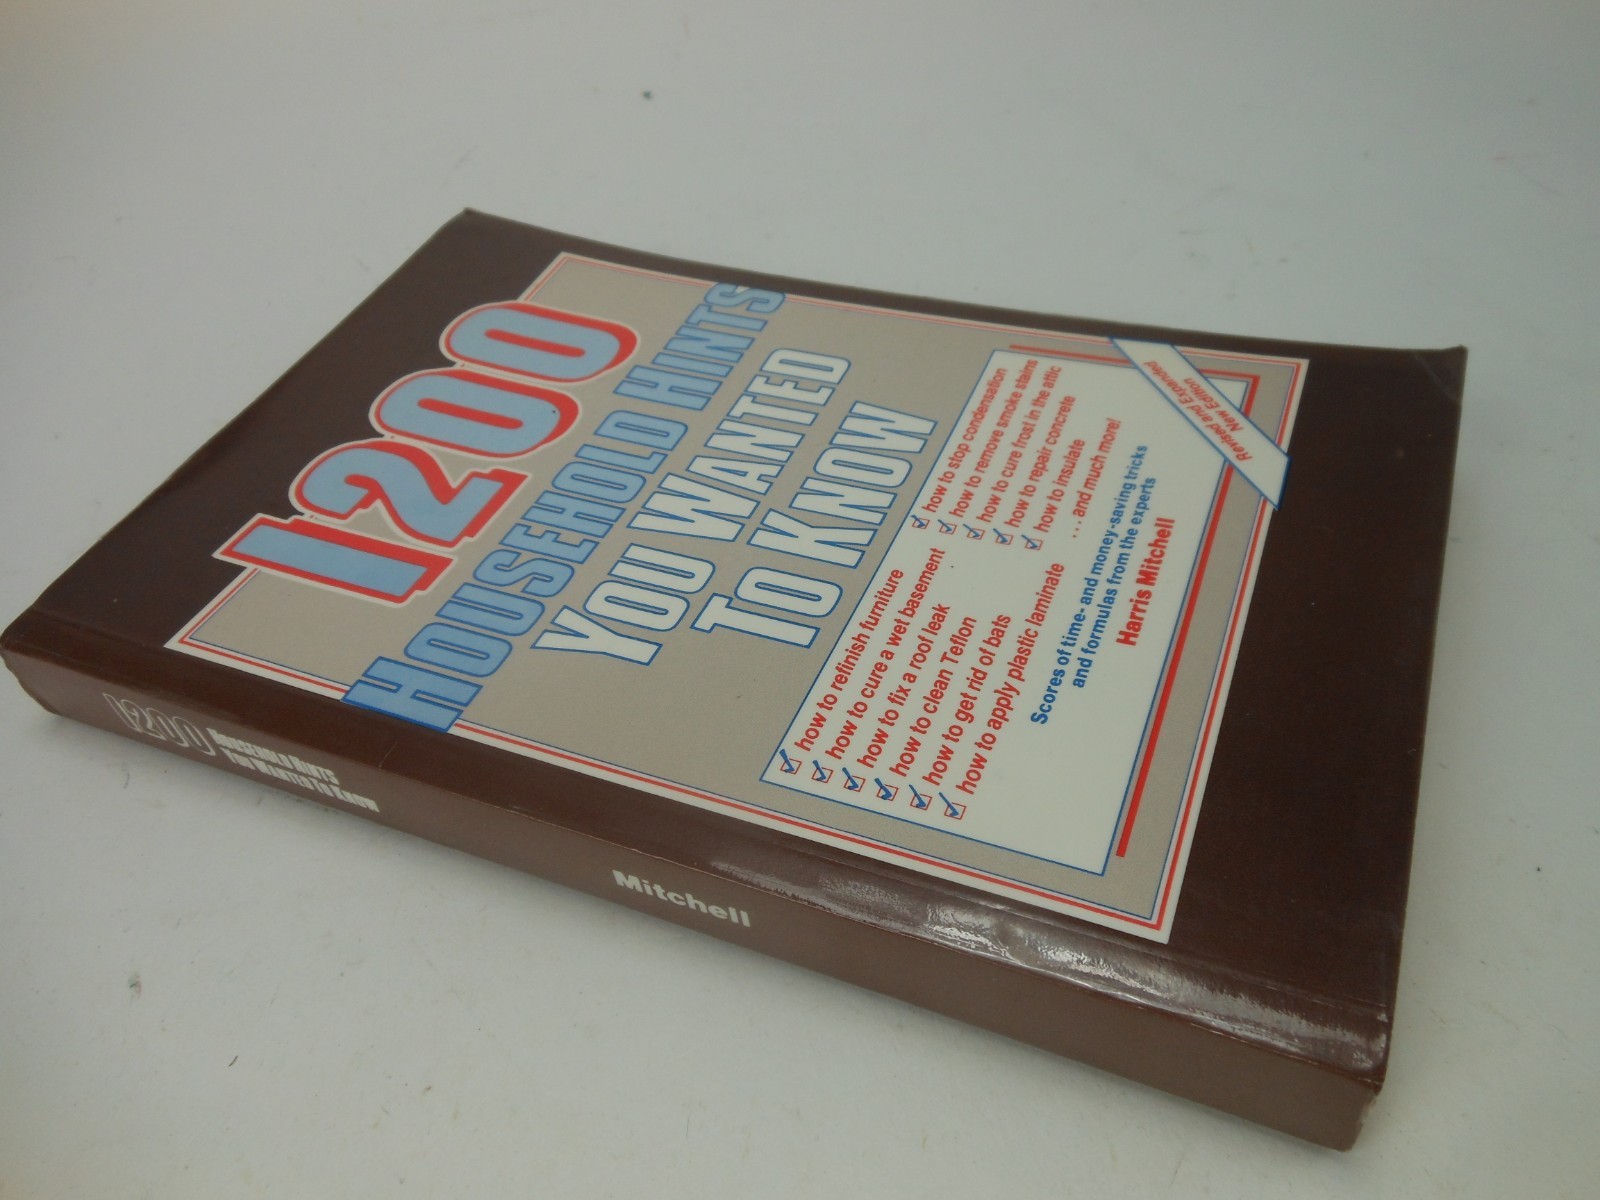 1200
HOUSEHOLD HINTS
YOU WANTED
TO KNOW
how to refinish furniture
how to cure a wet basement
how to fix a roof leak
how to clean Teflon
how to get rid of bats
how to apply plastic laminate
how to stop condensation
how to remove smoke stains
how to cure frost in the attic
how to repair concrete
how to insulate
...and much more!
Scores of time- and money-saving tricks
and formulas from the experts
Harris Mitchell
Revised and Expanded
New Edition
1200
HOUSEHOLD HINTS
YOU WANTED TO KNOW
Mitchell